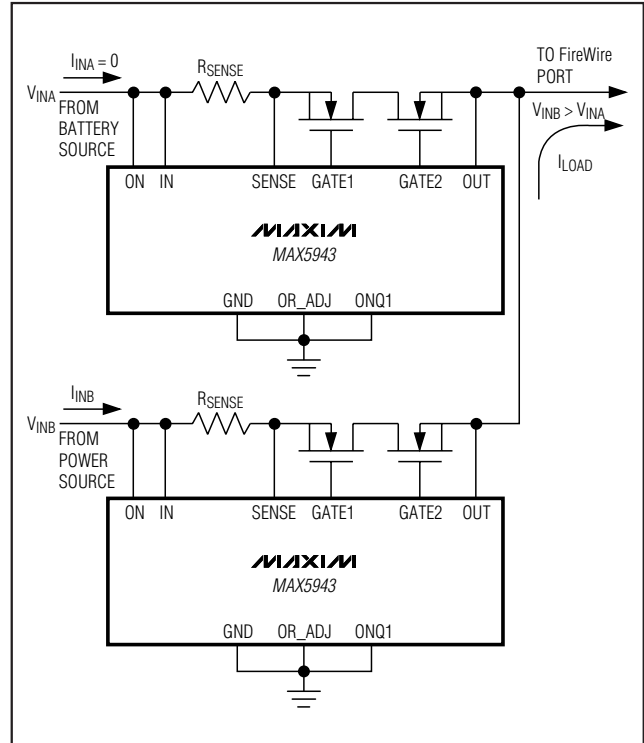 I_INA = 0
R_SENSE
TO FireWire
PORT
V_INA
FROM
BATTERY
SOURCE
V_INB > V_INA
I_LOAD
ON IN SENSE GATE1 GATE2 OUT
MAXIM
MAX5943
GND OR_ADJ ONQ1
I_INB
R_SENSE
V_INB
FROM
POWER
SOURCE
ON IN SENSE GATE1 GATE2 OUT
MAXIM
MAX5943
GND OR_ADJ ONQ1